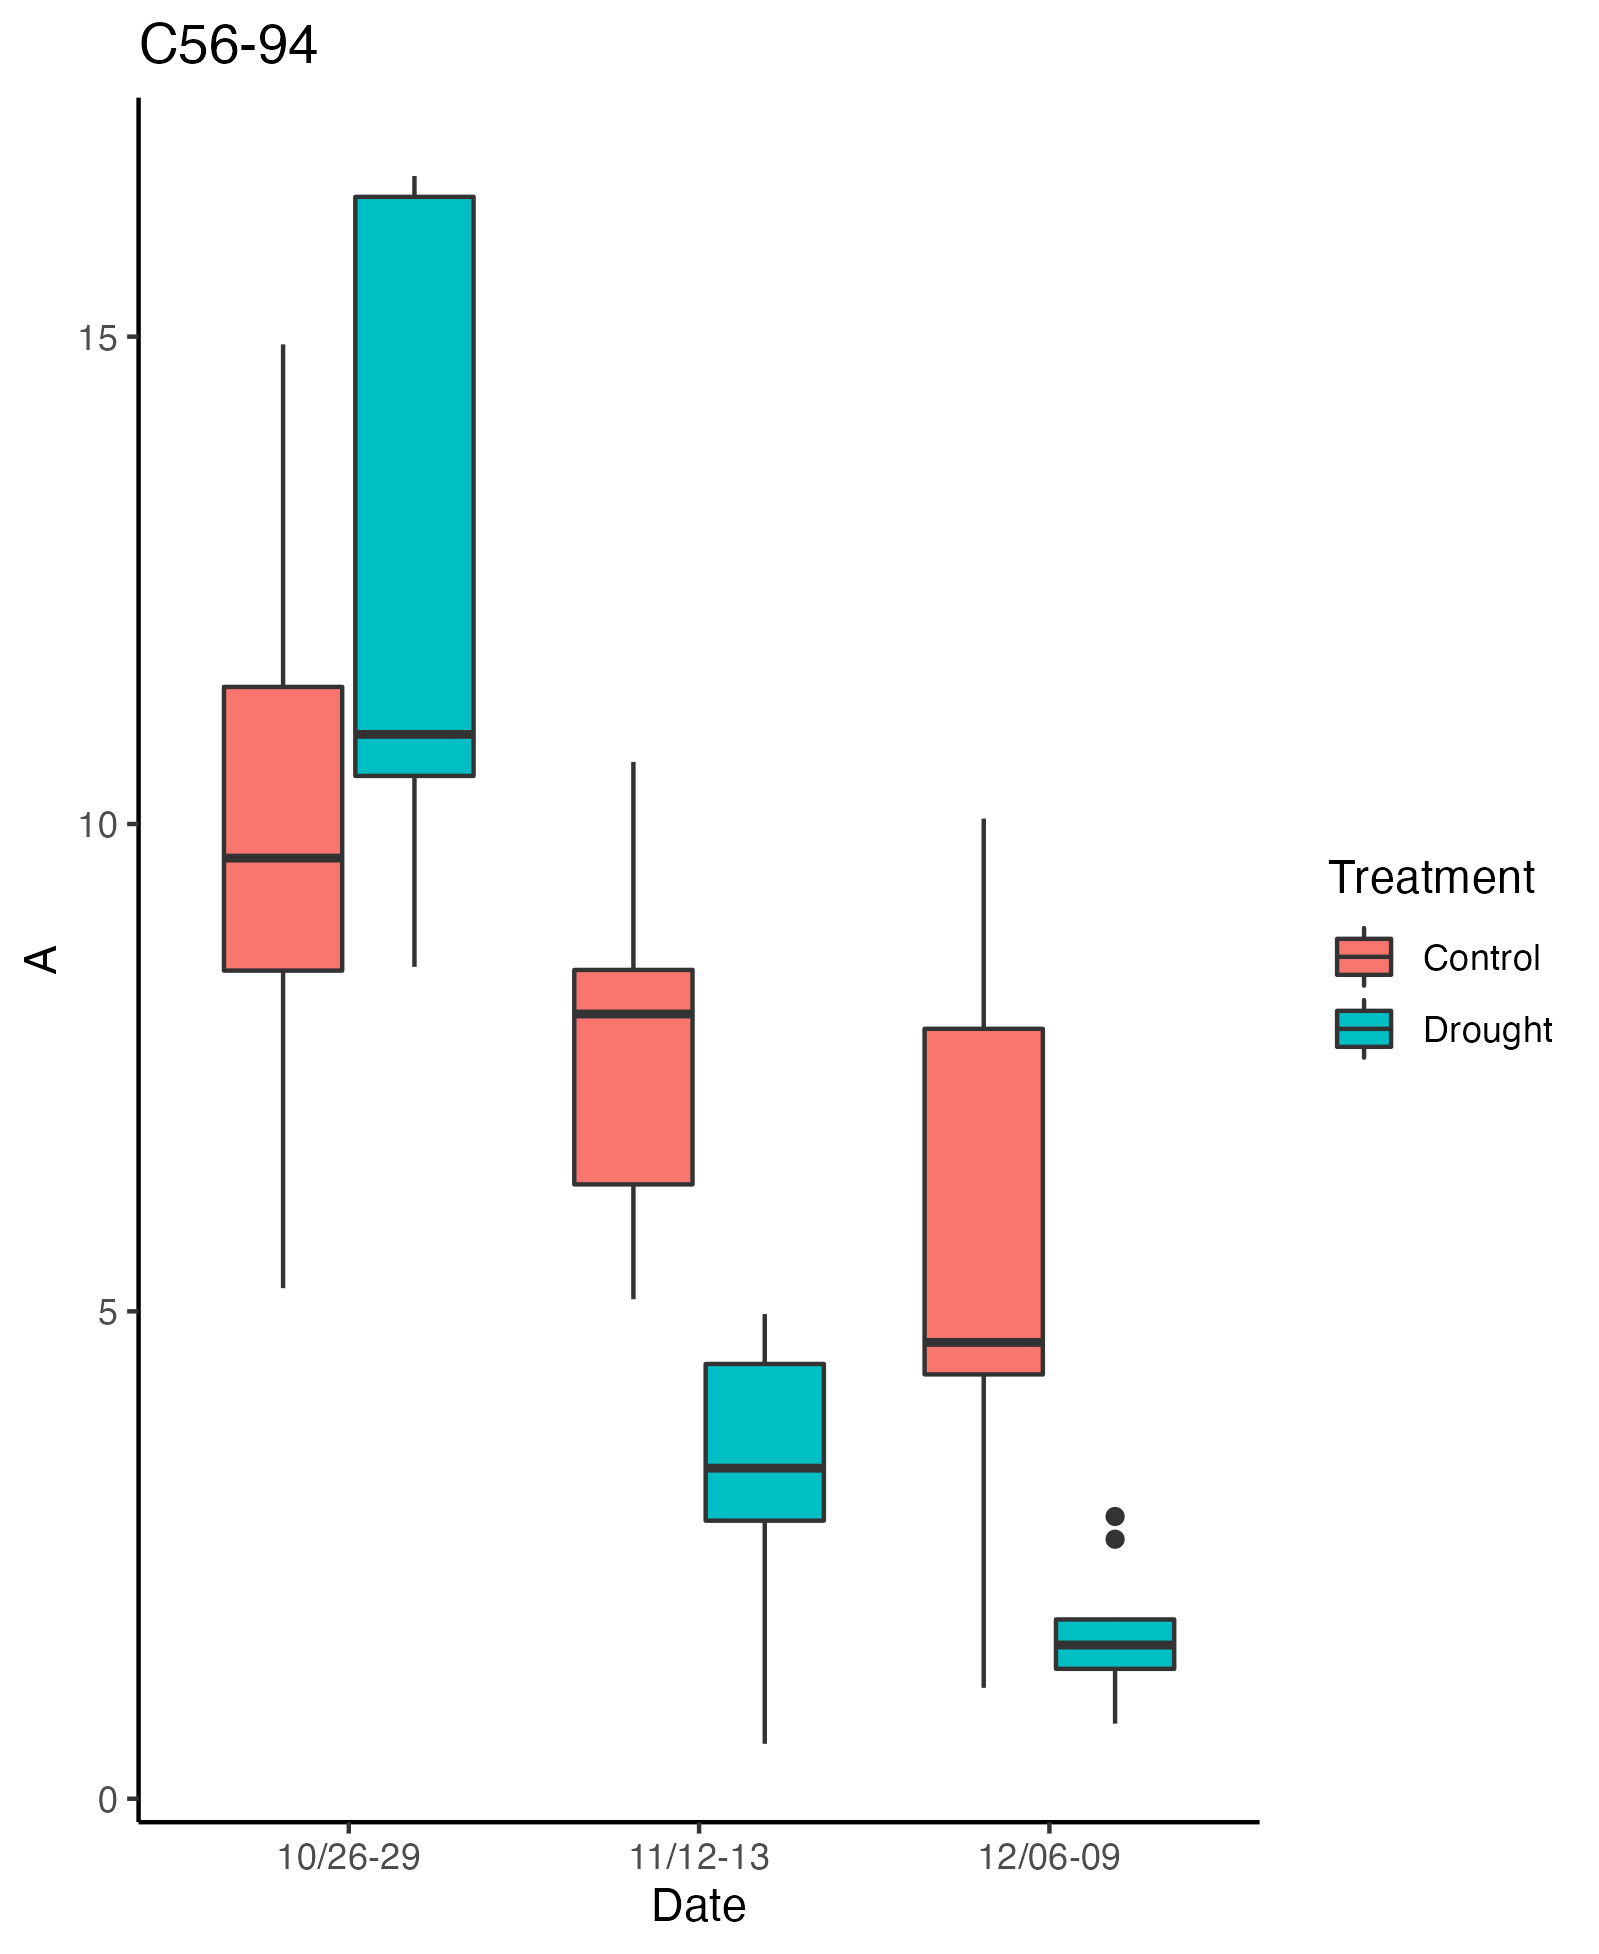 C56-94
15
10
5
0
A
10/26-29
11/12-13
12/06-09
Date
Treatment
Control
Drought